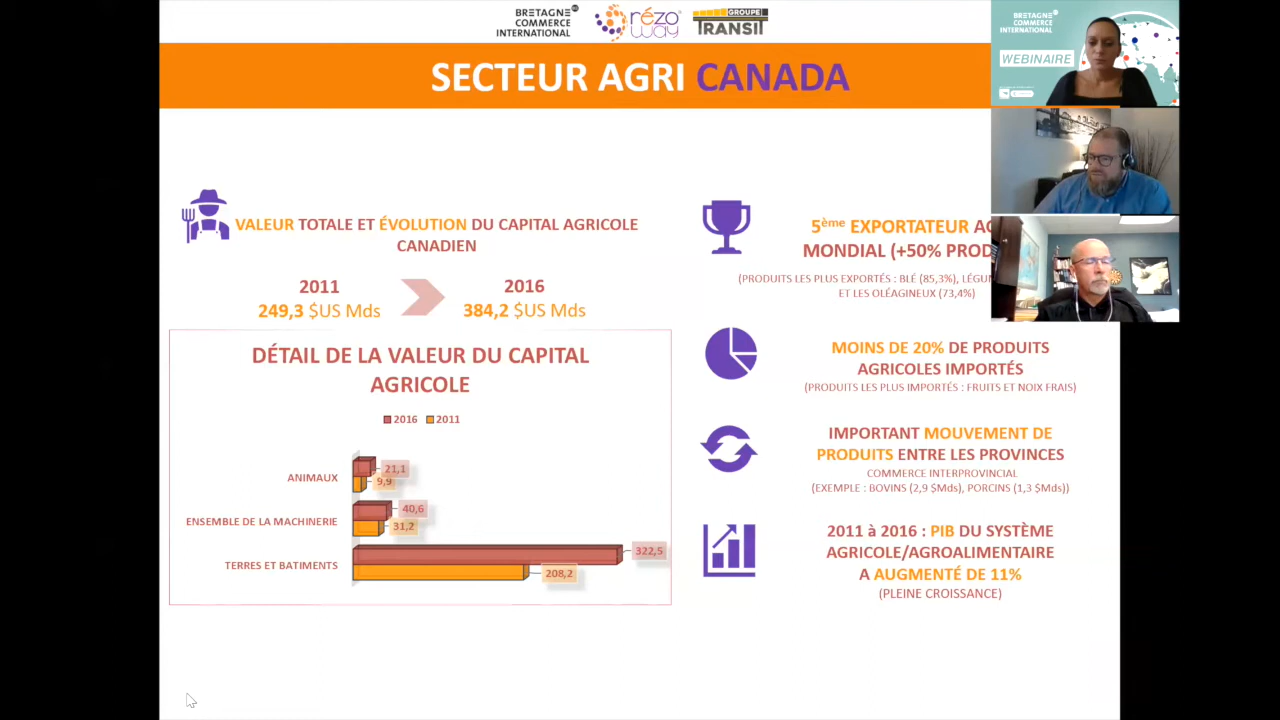 BRETAGNE
COMMERCE
INTERNATIONAL
rézo
way
GROUPE
TRANSIT
SECTEUR AGRI CANADA
BRETAGNE
COMMERCE
INTERNATIONAL
WEBINAIRE
VALEUR TOTALE ET ÉVOLUTION DU CAPITAL AGRICOLE
CANADIEN
2011
249,3 $US Mds
2016
384,2 $US Mds
DÉTAIL DE LA VALEUR DU CAPITAL
AGRICOLE
2016 2011
ANIMAUX
21,1
9,9
ENSEMBLE DE LA MACHINERIE
40,6
31,2
TERRES ET BATIMENTS
322,5
208,2
5ème EXPORTATEUR
MONDIAL (+50% PROD
(PRODUITS LES PLUS EXPORTÉS : BLÉ (85,3%), LÉGU
ET LES OLÉAGINEUX (73,4%)
MOINS DE 20% DE PRODUITS
AGRICOLES IMPORTÉS
(PRODUITS LES PLUS IMPORTÉS : FRUITS ET NOIX FRAIS)
IMPORTANT MOUVEMENT DE
PRODUITS ENTRE LES PROVINCES
COMMERCE INTERPROVINCIAL
(EXEMPLE : BOVINS (2,9 $Mds), PORCINS (1,3 $Mds))
2011 à 2016 : PIB DU SYSTÈME
AGRICOLE/AGROALIMENTAIRE
A AUGMENTÉ DE 11%
(PLEINE CROISSANCE)